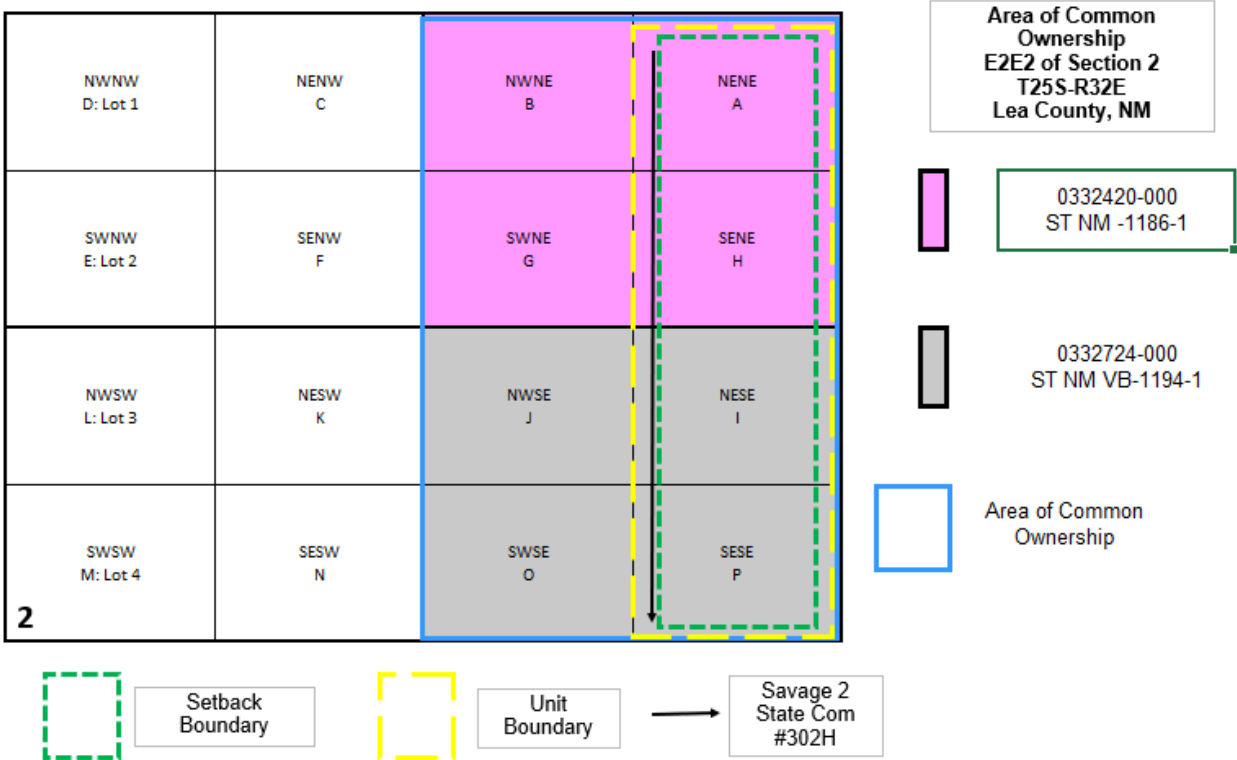 NWNW
D: Lot 1
NENW
C
NWNE
B
NENE
A
SWNW
E: Lot 2
SENW
F
SWNE
G
SENE
H
NWSW
L: Lot 3
NESW
K
NWSE
J
NESE
I
SWSW
M: Lot 4
SESW
N
SWSE
O
SESE
P
2
Area of Common
Ownership
E2E2 of Section 2
T25S-R32E
Lea County, NM
0332420-000
ST NM -1186-1
0332724-000
ST NM VB-1194-1
Area of Common
Ownership
Setback
Boundary
Unit
Boundary
Savage 2
State Com
#302H